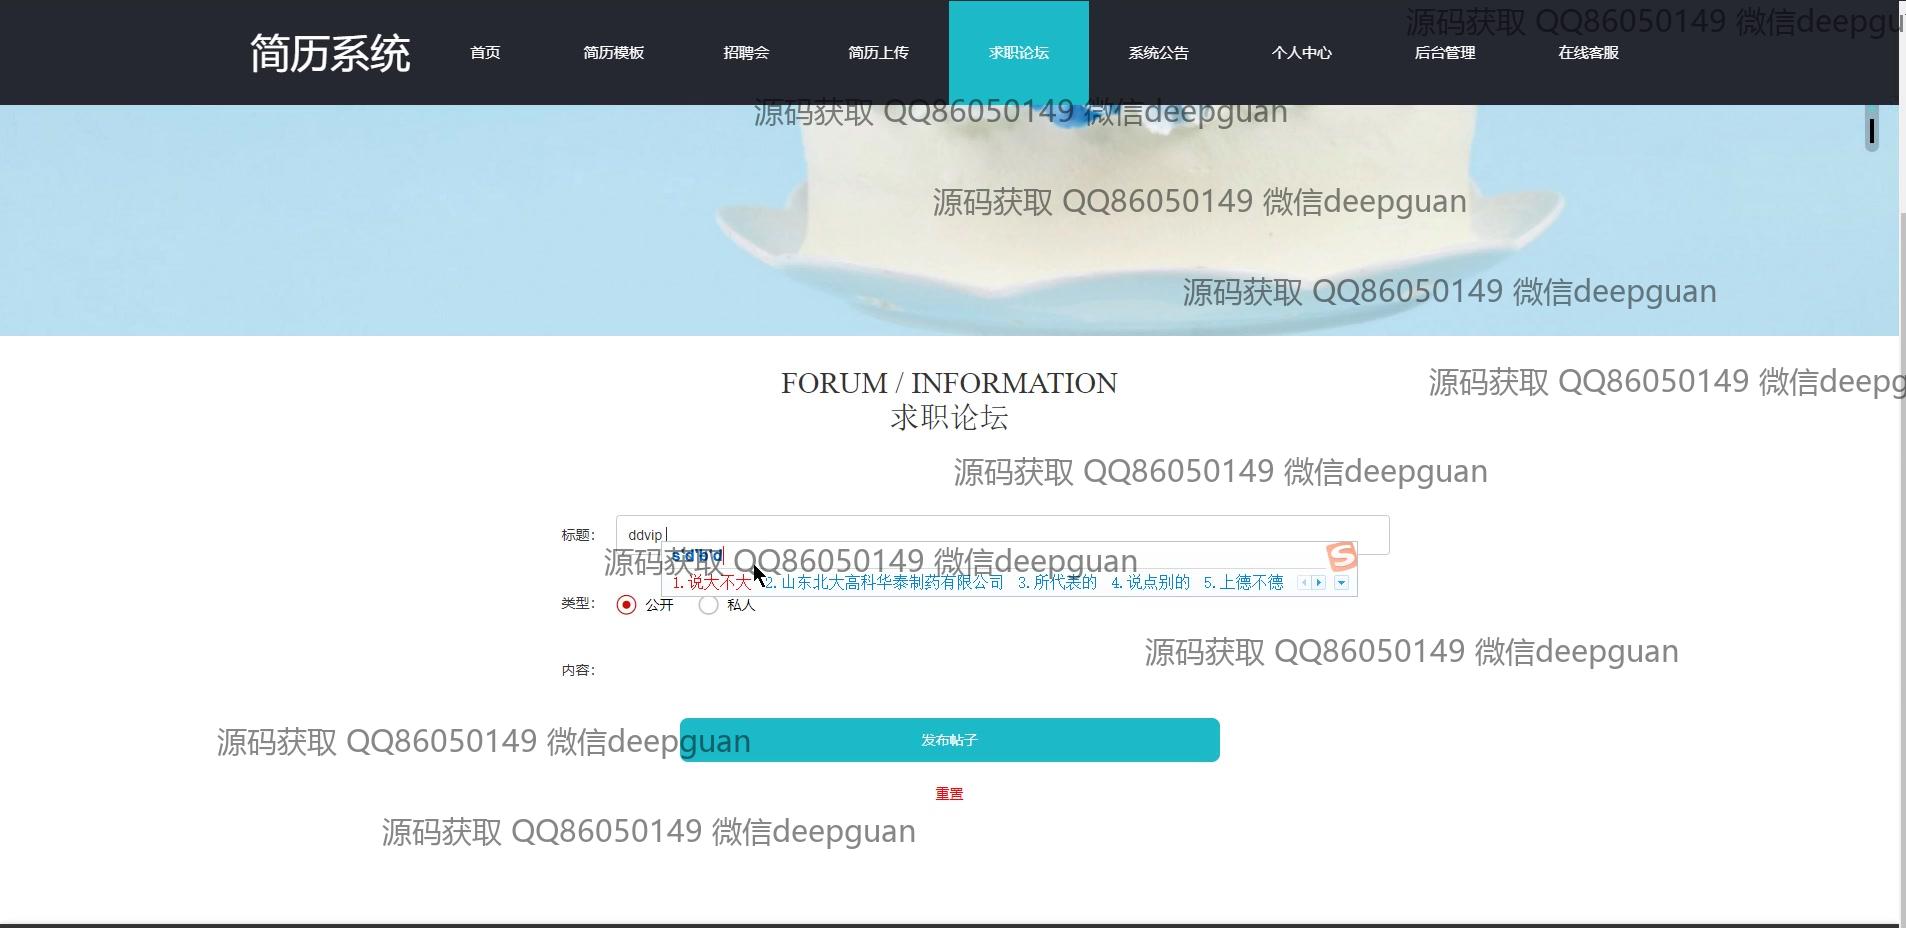 简历系统 首页 简历模板 招聘会 简历上传 求职论坛 系统公告 个人中心 后台管理 在线客服
源码获取 QQ86050149 微信deepgu
源码获取 QQ86050149 微信deepguan
源码获取 QQ86050149 微信deepguan
源码获取 QQ86050149 微信deepguan
FORUM / INFORMATION
源码获取 QQ86050149 微信deepg
求职论坛
源码获取 QQ86050149 微信deepguan
标题: ddvip
s'd'b'd
源码获取 QQ86050149 微信deepguan
1.说大不大 2.山东北大高科华泰制药有限公司 3.所代表的 4.说点别的 5.上德不德
类型: 公开 私人
源码获取 QQ86050149 微信deepguan
内容:
源码获取 QQ86050149 微信deepguan
发布帖子
重置
源码获取 QQ86050149 微信deepguan